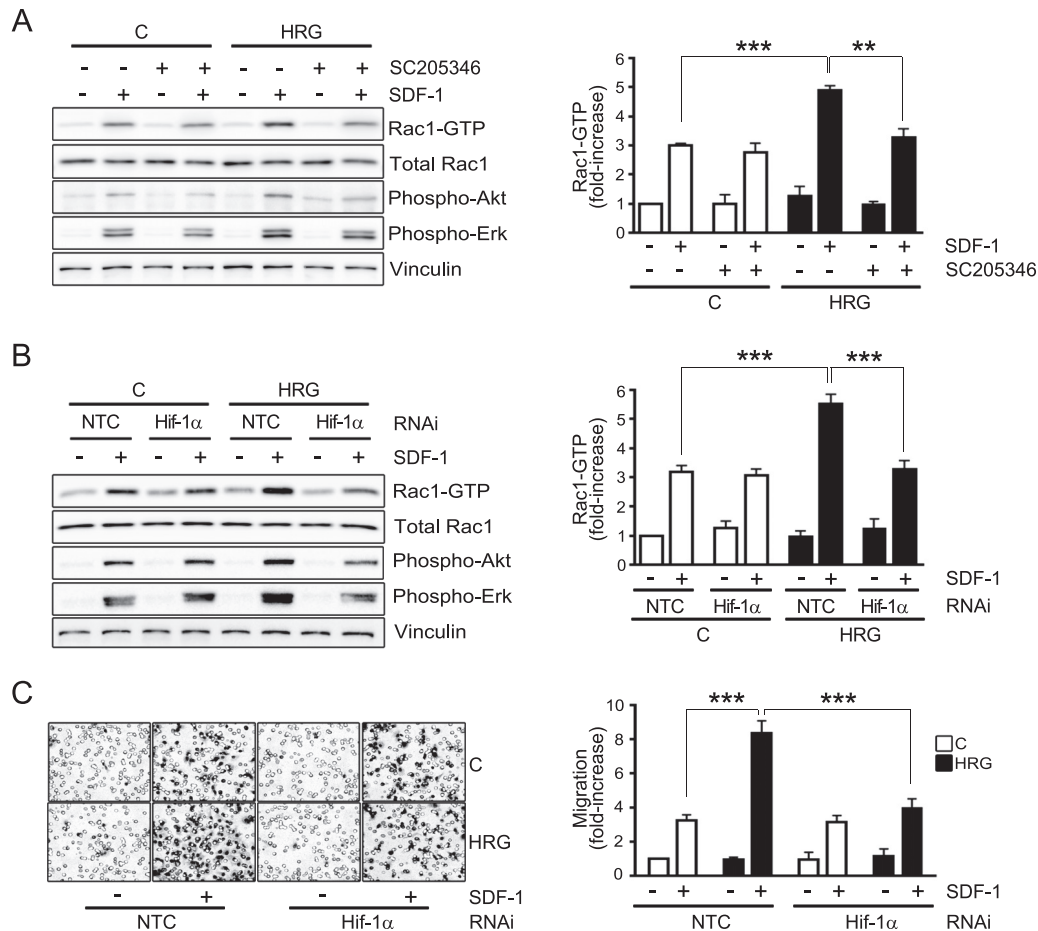 A
C HRG
- - + + - - + + SC205346
- + - + - + - + SDF-1
Rac1-GTP
Total Rac1
Phospho-Akt
Phospho-Erk
Vinculin
*** **
Rac1-GTP
(fold-increase)
6
5
4
3
2
1
0
- + - + - + - + SDF-1
- - + + - - + + SC205346
C HRG
B
C HRG
NTC Hif-1α NTC Hif-1α RNAi
- + - + - + - + SDF-1
Rac1-GTP
Total Rac1
Phospho-Akt
Phospho-Erk
Vinculin
*** ***
Rac1-GTP
(fold-increase)
6
5
4
3
2
1
0
- + - + - + - + SDF-1
NTC Hif-1α NTC Hif-1α RNAi
C HRG
C
C
HRG
- + - + SDF-1
NTC Hif-1α RNAi
*** ***
Migration
(fold-increase)
10
8
6
4
2
0
C
HRG
- + - + - + - + SDF-1
NTC Hif-1α RNAi